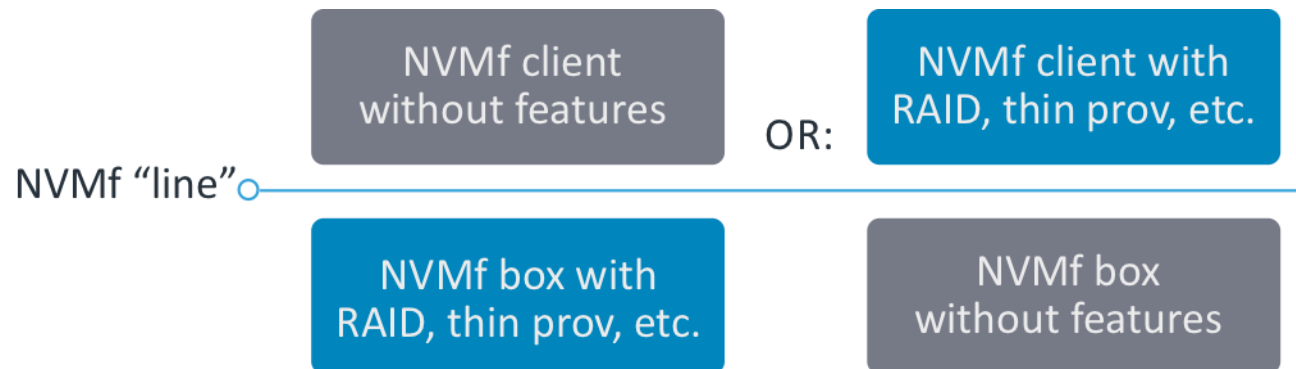 NVMf client
without features
OR:
NVMf client with
RAID, thin prov, etc.
NVMf “line”
NVMf box with
RAID, thin prov, etc.
NVMf box
without features